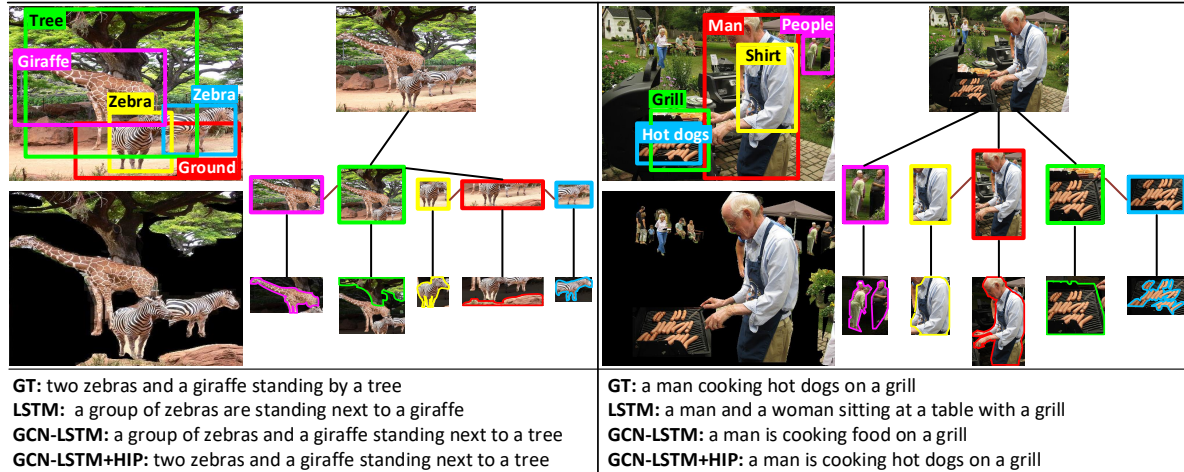 Tree
Giraffe
Zebra
Zebra
Ground
GT: two zebras and a giraffe standing by a tree
LSTM: a group of zebras are standing next to a giraffe
GCN-LSTM: a group of zebras and a giraffe standing next to a tree
GCN-LSTM+HIP: two zebras and a giraffe standing next to a tree
Man
People
Shirt
Grill
Hot dogs
GT: a man cooking hot dogs on a grill
LSTM: a man and a woman sitting at a table with a grill
GCN-LSTM: a man is cooking food on a grill
GCN-LSTM+HIP: a man is cooking hot dogs on a grill